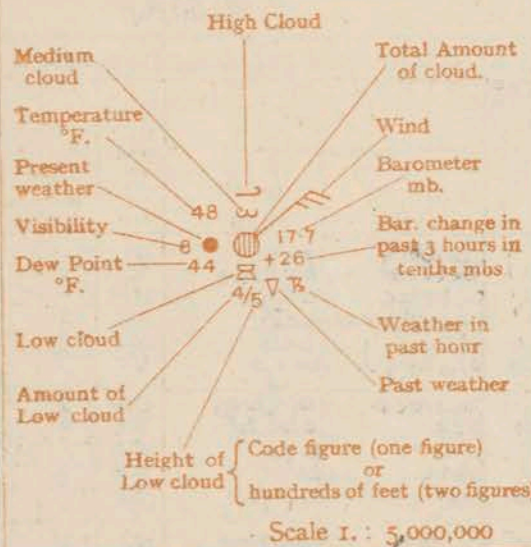 High Cloud
Medium
cloud
Total Amount
of cloud.
Temperature
°F.
Wind
Present
weather
Barometer
mb.
48
Visibility
8
17·7
Bar. change in
past 3 hours in
tenths mbs
Dew Point
°F.
44
+26
4/5
Low cloud
Weather in
past hour
Amount of
Low cloud
Past weather
Height of
Low cloud
Code figure (one figure)
or
hundreds of feet (two figures
Scale 1. : 5,000,000